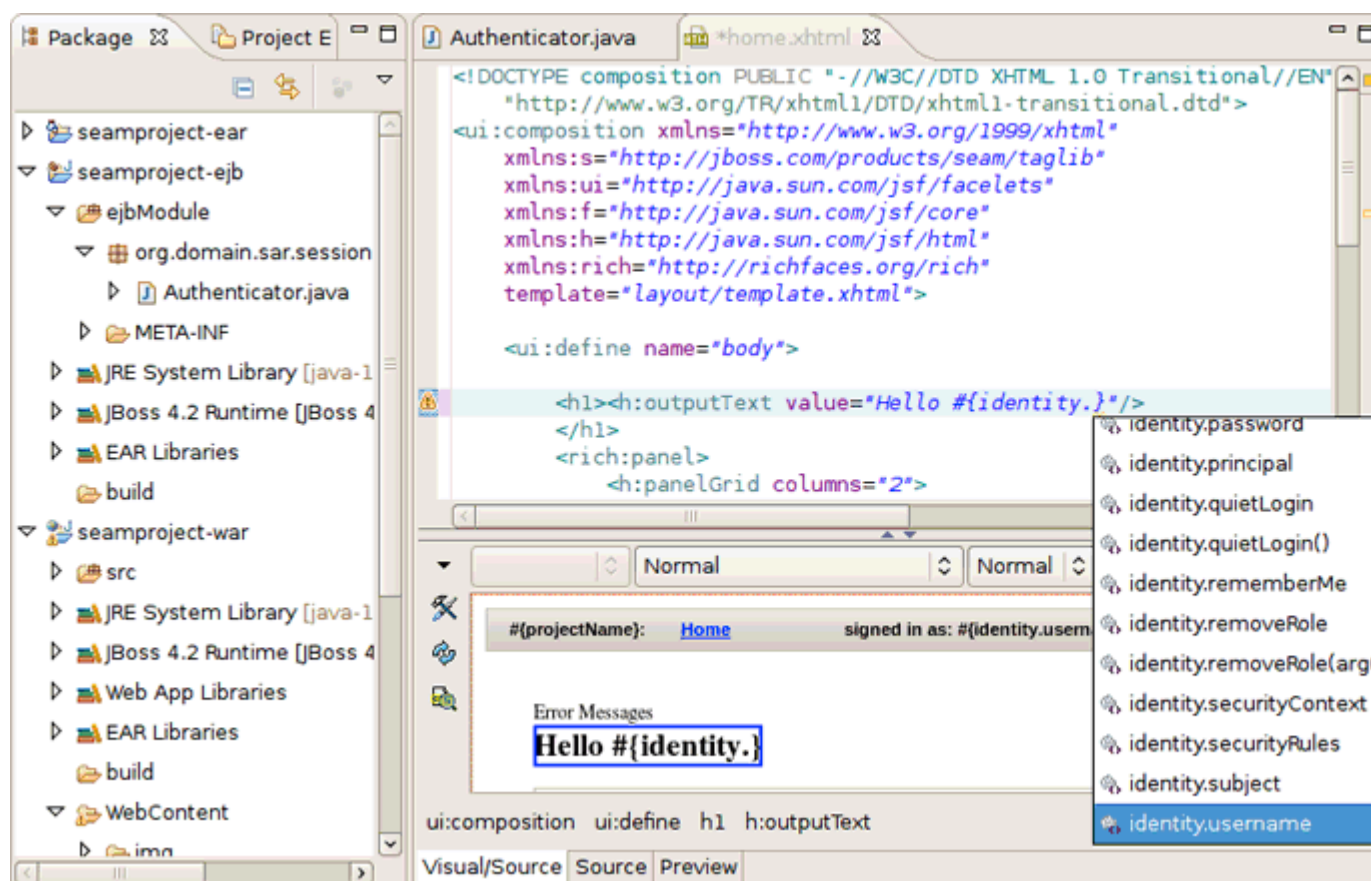 Package
Project E
seamproject-ear
seamproject-ejb
ejbModule
org.domain.sar.session
Authenticator.java
META-INF
JRE System Library [java-1
JBoss 4.2 Runtime [JBoss 4
EAR Libraries
build
seamproject-war
src
JRE System Library [java-1
JBoss 4.2 Runtime [JBoss 4
Web App Libraries
EAR Libraries
build
WebContent
img
Authenticator.java
*home.xhtml
<!DOCTYPE composition PUBLIC "-//W3C//DTD XHTML 1.0 Transitional//EN"
"http://www.w3.org/TR/xhtml1/DTD/xhtml1-transitional.dtd">
<ui:composition xmlns="http://www.w3.org/1999/xhtml"
xmlns:s="http://jboss.com/products/seam/taglib"
xmlns:ui="http://java.sun.com/jsf/facelets"
xmlns:f="http://java.sun.com/jsf/core"
xmlns:h="http://java.sun.com/jsf/html"
xmlns:rich="http://richfaces.org/rich"
template="layout/template.xhtml">
<ui:define name="body">
<h1><h:outputText value="Hello #{identity.}"/>
</h1>
<rich:panel>
<h:panelGrid columns="2">
identity.password
identity.principal
identity.quietLogin
identity.quietLogin()
identity.rememberMe
identity.removeRole
identity.removeRole(arg
identity.securityContext
identity.securityRules
identity.subject
identity.username
Normal
Normal
#{projectName}: Home signed in as: #{identity.userna
Error Messages
Hello #{identity.}
ui:composition ui:define h1 h:outputText
Visual/Source Source Preview